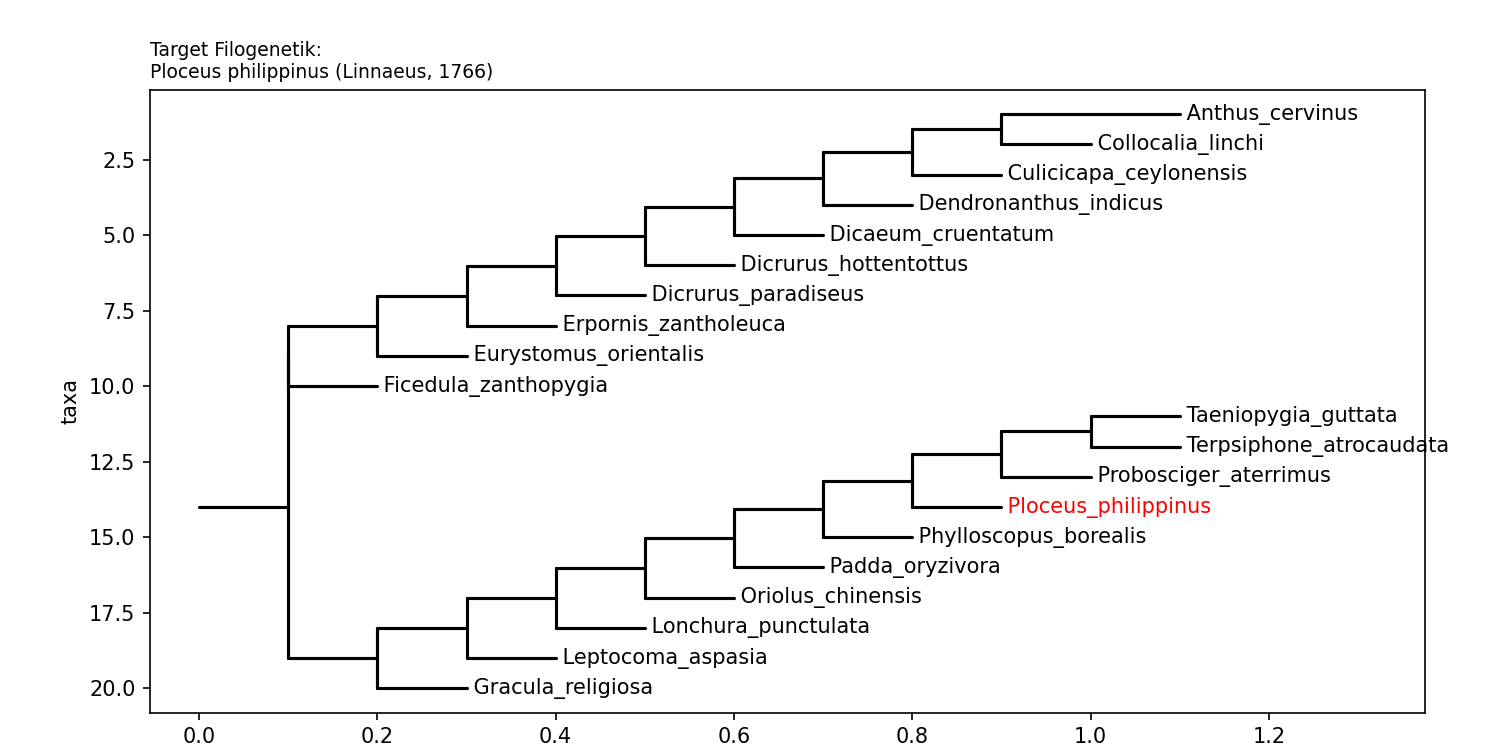 Target Filogenetik:
Ploceus philippinus (Linnaeus, 1766)
Anthus_cervinus
Collocalia_linchi
2.5
Culicicapa_ceylonensis
Dendronanthus_indicus
5.0
Dicaeum_cruentatum
Dicrurus_hottentottus
Dicrurus_paradiseus
7.5
Erpornis_zantholeuca
Eurystomus_orientalis
10.0
Ficedula_zanthopygia
taxa
Taeniopygia_guttata
Terpsiphone_atrocaudata
12.5
Probosciger_aterrimus
Ploceus_philippinus
15.0
Phylloscopus_borealis
Padda_oryzivora
Oriolus_chinensis
17.5
Lonchura_punctulata
Leptocoma_aspasia
20.0
Gracula_religiosa
0.0 0.2 0.4 0.6 0.8 1.0 1.2